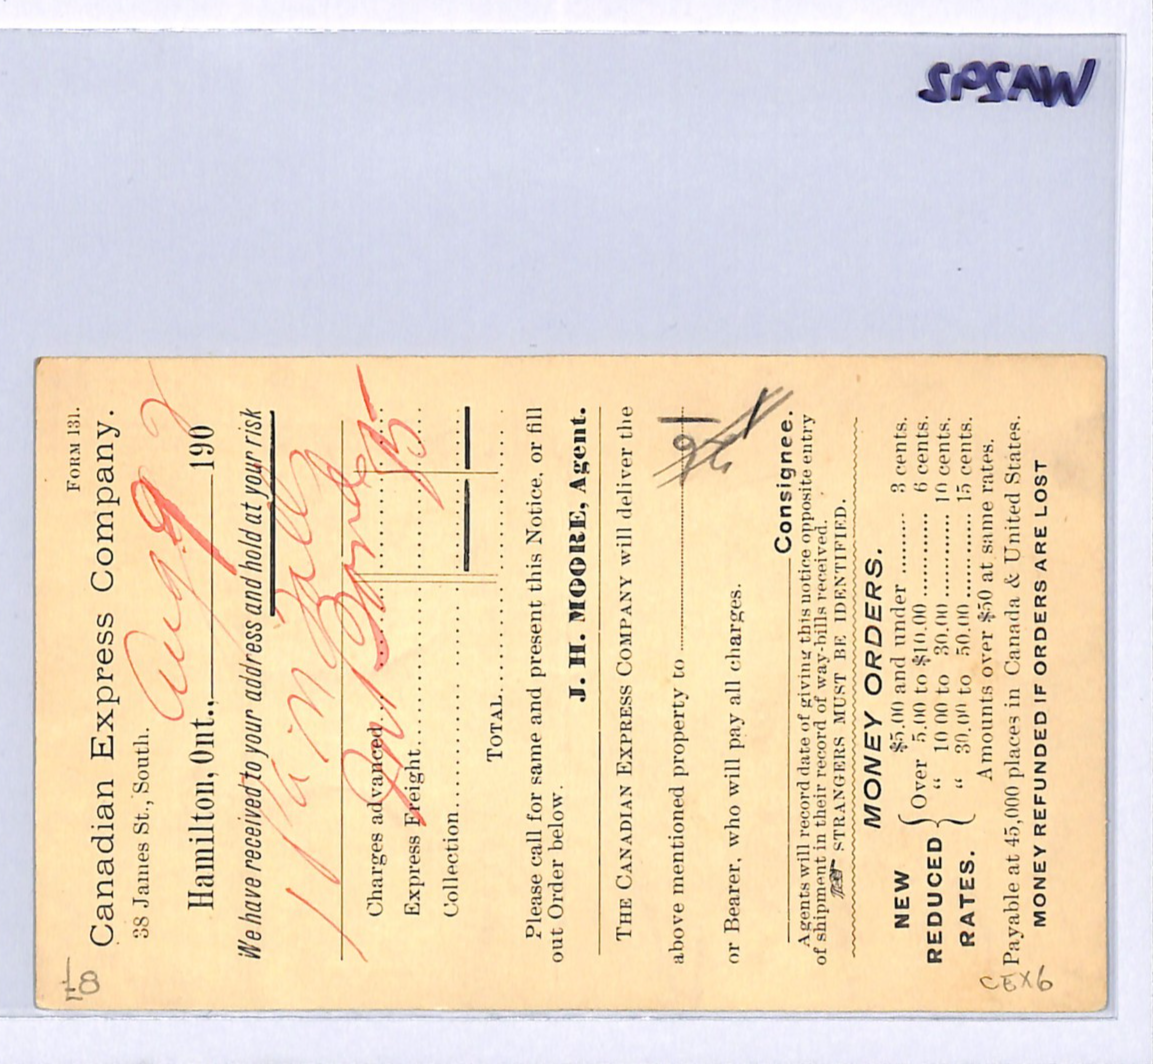 SPSAW
FORM 131.
Canadian Express Company.
38 James St., South.
Aug 9
Hamilton, Ont., 190 2
We have received to your address and hold at your risk
1
Charges advanced
Express Freight
Collection
TOTAL
Please call for same and present this Notice, or fill
out Order below.
J. H. MOORE, Agent.
THE CANADIAN EXPRESS COMPANY will deliver the
above mentioned property to
or Bearer, who will pay all charges.
Consignee.
Agents will record date of giving this notice opposite entry
of shipment in their record of way-bills received.
STRANGERS MUST BE IDENTIFIED.
MONEY ORDERS.
NEW REDUCED RATES.
$5.00 and under ......... 3 cents.
Over 5.00 to $10.00 ............ 6 cents.
“ 10 00 to 30.00 ............ 10 cents.
“ 30.00 to 50.00 ............ 15 cents.
Amounts over $50 at same rates.
Payable at 45,000 places in Canada & United States.
MONEY REFUNDED IF ORDERS ARE LOST
CEX6